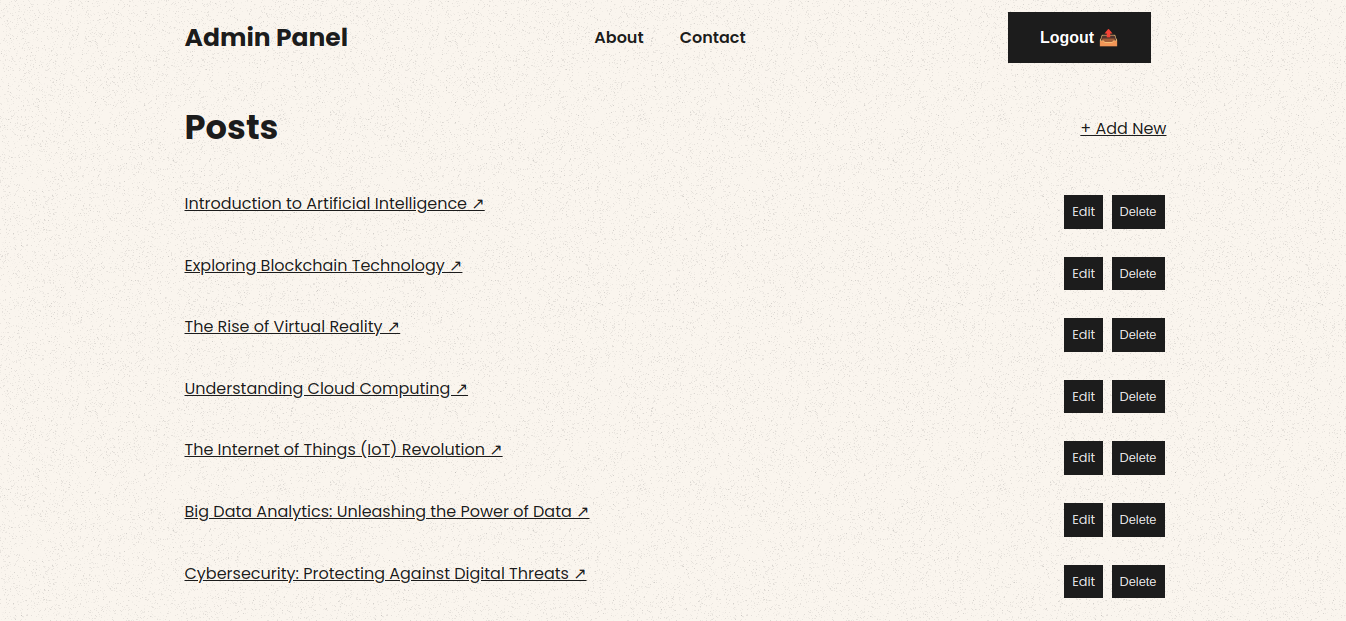 Admin Panel About Contact Logout 📤
Posts + Add New
Introduction to Artificial Intelligence ↗ Edit Delete
Exploring Blockchain Technology ↗ Edit Delete
The Rise of Virtual Reality ↗ Edit Delete
Understanding Cloud Computing ↗ Edit Delete
The Internet of Things (IoT) Revolution ↗ Edit Delete
Big Data Analytics: Unleashing the Power of Data ↗ Edit Delete
Cybersecurity: Protecting Against Digital Threats ↗ Edit Delete